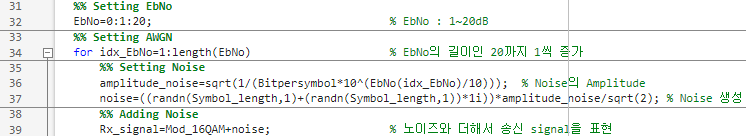 31 %% Setting EbNo
32 EbNo=0:1:20; % EbNo : 1~20dB
33 %% Setting AWGN
34 for idx_EbNo=1:length(EbNo) % EbNo의 길이인 20까지 1씩 증가
35 %% Setting Noise
36 amplitude_noise=sqrt(1/(Bitpersymbol*10^(EbNo(idx_EbNo)/10))); % Noise의 Amplitude
37 noise=((randn(Symbol_length,1)+(randn(Symbol_length,1))*1i))*amplitude_noise/sqrt(2); % Noise 생성
38 %% Adding Noise
39 Rx_signal=Mod_16QAM+noise; % 노이즈와 더해서 송신 signal을 표현